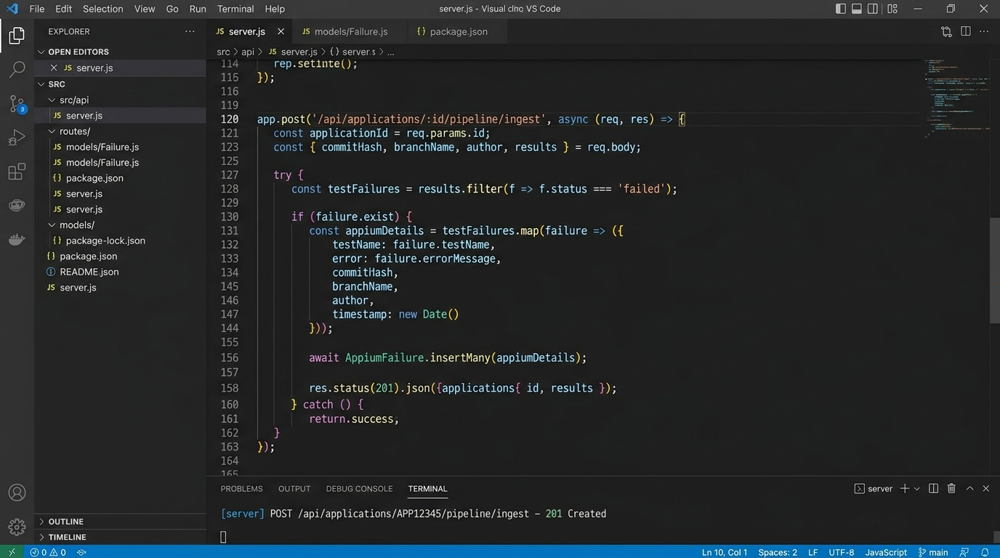 File Edit Selection View Go Run Terminal Help
server.js - Visual clnc VS Code
EXPLORER
OPEN EDITORS
JS server.js
SRC
src/api
JS server.js
routes/
JS models/Failure.js
JS models/Failure.js
{} package.json
JS server.js
JS server.js
models/
{} package-lock.json
{} package.json
README.json
JS server.js
OUTLINE
TIMELINE
JS server.js
JS models/Failure.js
{} package.json
src > api > JS server.js > {} server.s > ...
114 rep.setinte();
115 });
116
119
120 app.post('/api/applications/:id/pipeline/ingest', async (req, res) => {
121 const applicationId = req.params.id;
123 const { commitHash, branchName, author, results } = req.body;
125
127 try {
128 const testFailures = results.filter(f => f.status === 'failed');
129
130 if (failure.exist) {
131 const appiumDetails = testFailures.map(failure => ({
132 testName: failure.testName,
133 error: failure.errorMessage,
134 commitHash,
145 branchName,
146 author,
147 timestamp: new Date()
144 }));
155
156 await AppiumFailure.insertMany(appiumDetails);
157
158 res.status(201).json({applications{ id, results });
160 } catch () {
161 return.success,
162 }
163 });
164
165
PROBLEMS OUTPUT DEBUG CONSOLE TERMINAL
server
[server] POST /api/applications/APP12345/pipeline/ingest – 201 Created
0 0
Ln 10, Col 1 Spaces: 2 LF UTF-8 JavaScript main